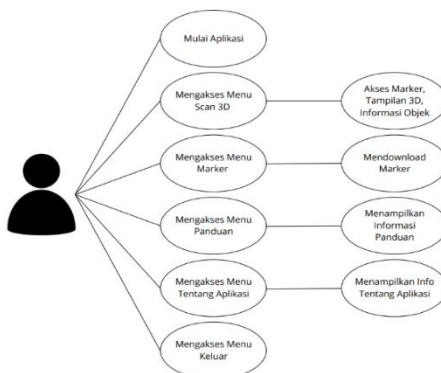 Mulai Aplikasi
Mengakses Menu
Scan 3D
Akses Marker,
Tampilan 3D,
Informasi Objek
Mengakses Menu
Marker
Mendownload
Marker
Mengakses Menu
Panduan
Menampilkan
Informasi
Panduan
Mengakses Menu
Tentang Aplikasi
Menampilkan Info
Tentang Aplikasi
Mengakses Menu
Keluar